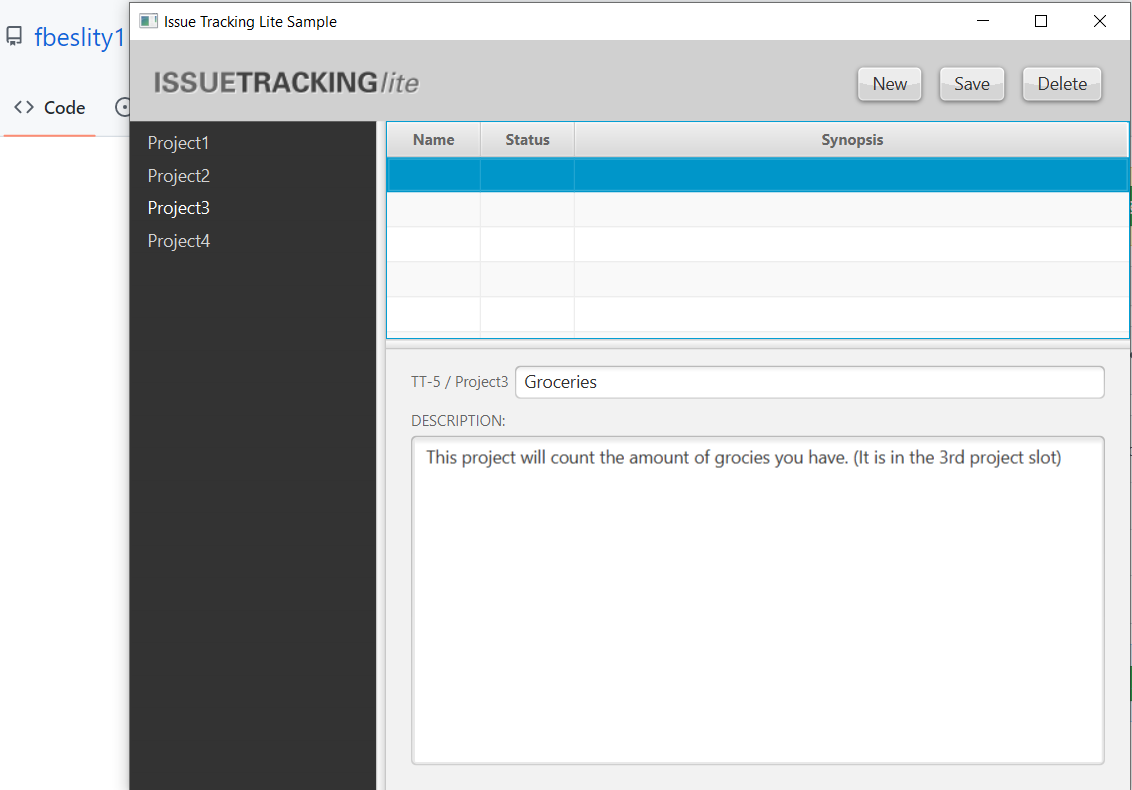 Issue Tracking Lite Sample
fbeslity1
Code
ISSUETRACKINGlite
New Save Delete
Project1
Project2
Project3
Project4
Name Status Synopsis
TT-5 / Project3 Groceries
DESCRIPTION:
This project will count the amount of grocies you have. (It is in the 3rd project slot)